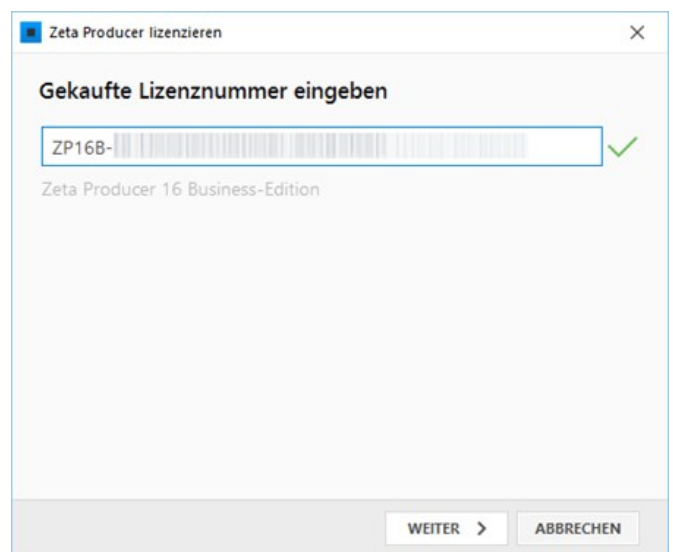 Zeta Producer lizenzieren
Gekaufte Lizenznummer eingeben
ZP16B-
Zeta Producer 16 Business-Edition
WEITER
ABBRECHEN